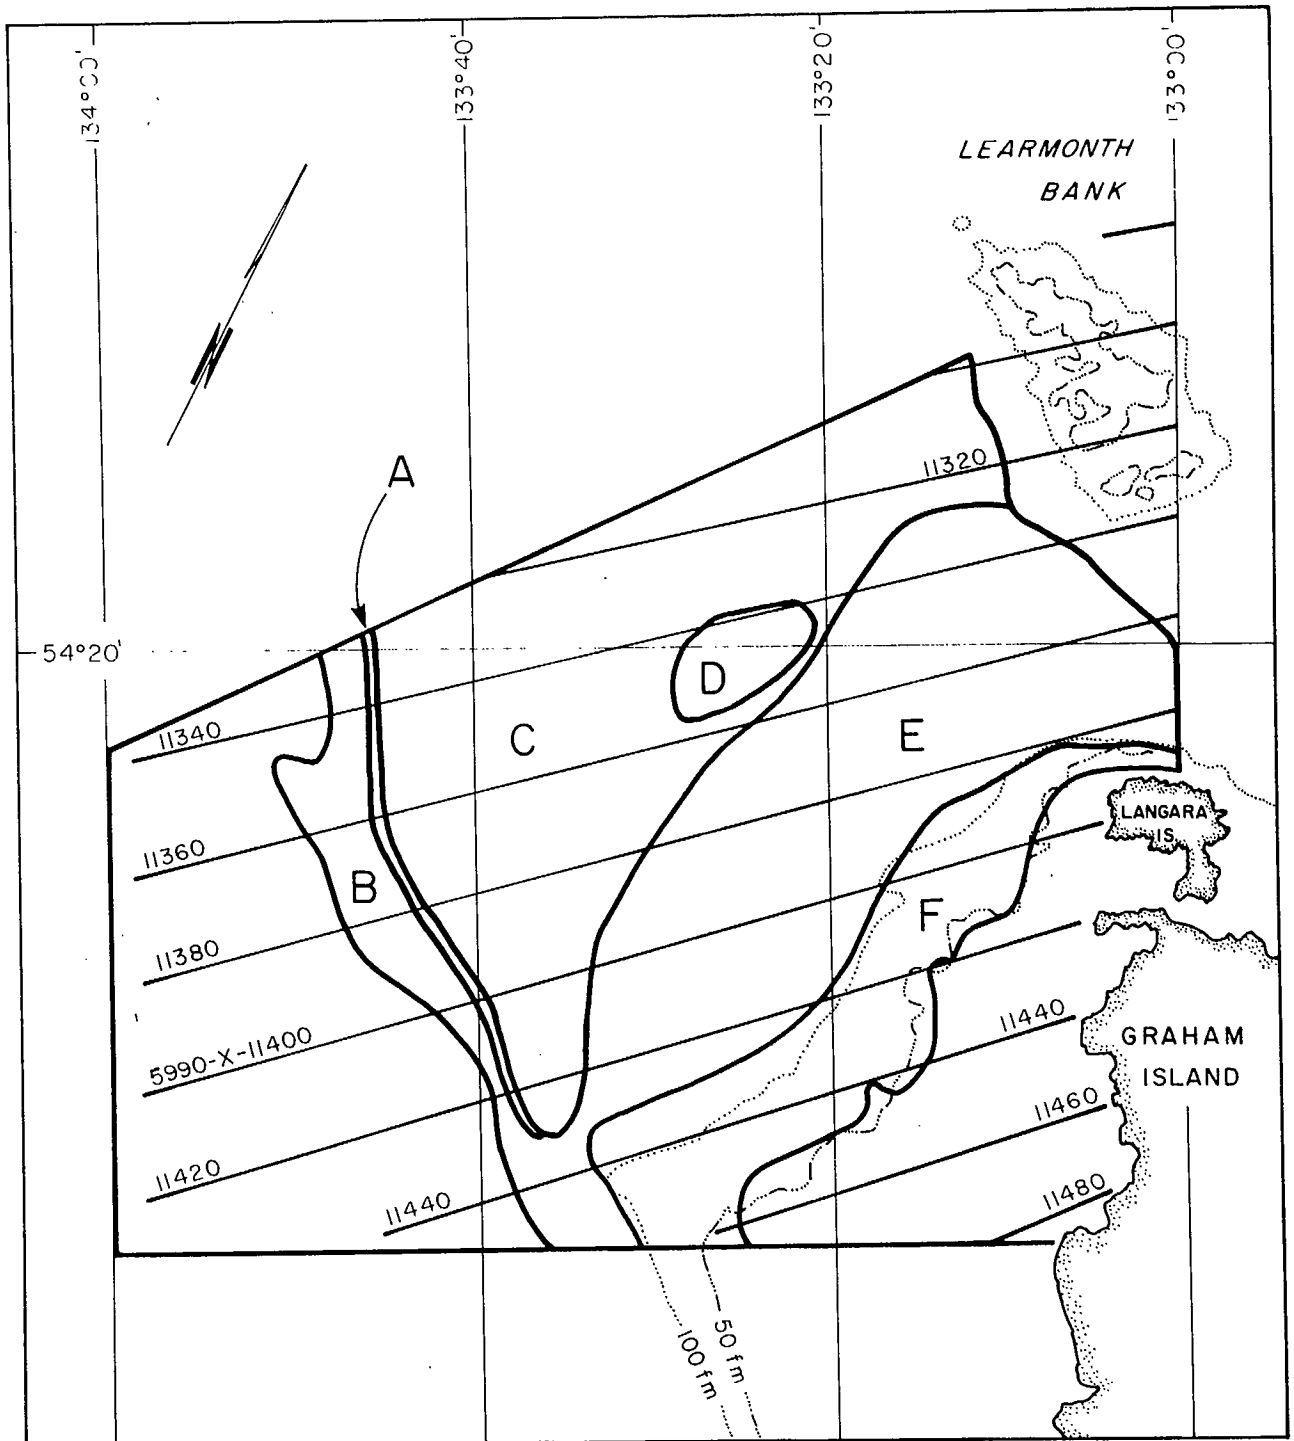 134°00'
133°40'
133°20'
133°00'
LEARMONTH
BANK
A
11320
54°20'
D
11340
C
E
LANGARA
IS.
11360
B
F
11380
11440
GRAHAM
ISLAND
5990-X-11400
11460
11420
11440
11480
50 fm
100 fm